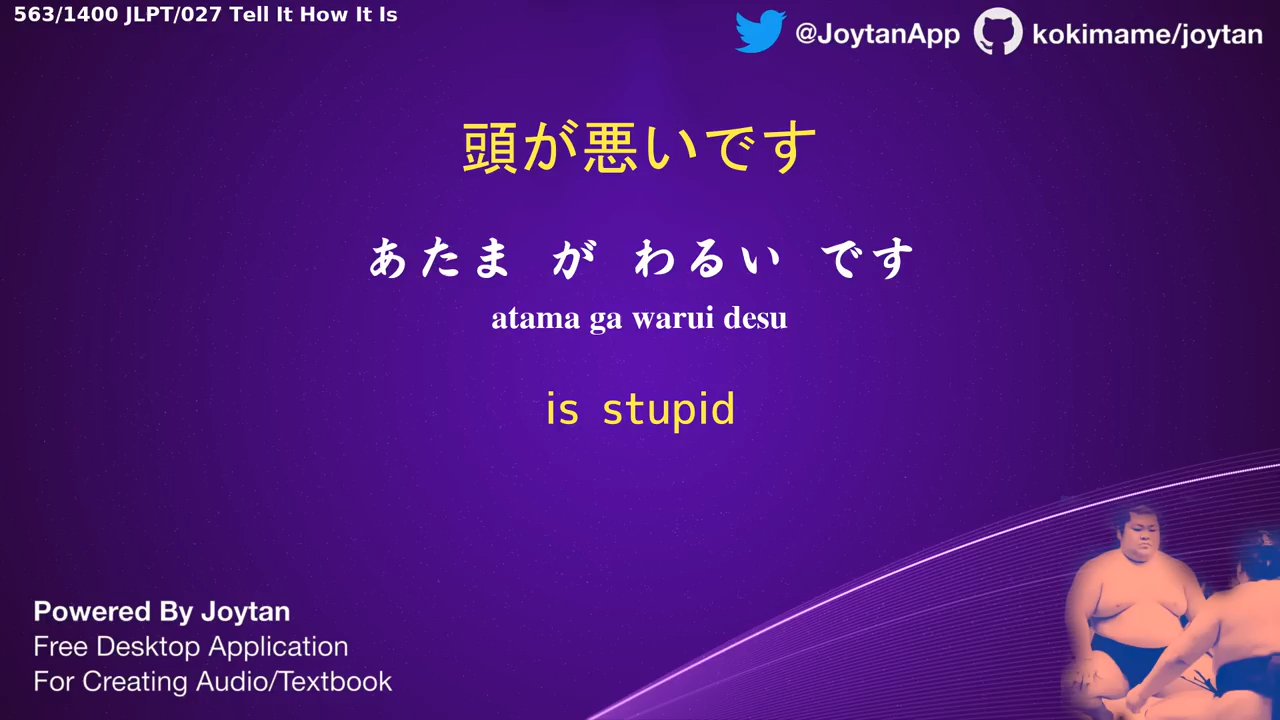 563/1400 JLPT/027 Tell It How It Is
@JoytanApp kokimame/joytan
頭が悪いです
あたま が わるい です
atama ga warui desu
is stupid
Powered By Joytan
Free Desktop Application
For Creating Audio/Textbook